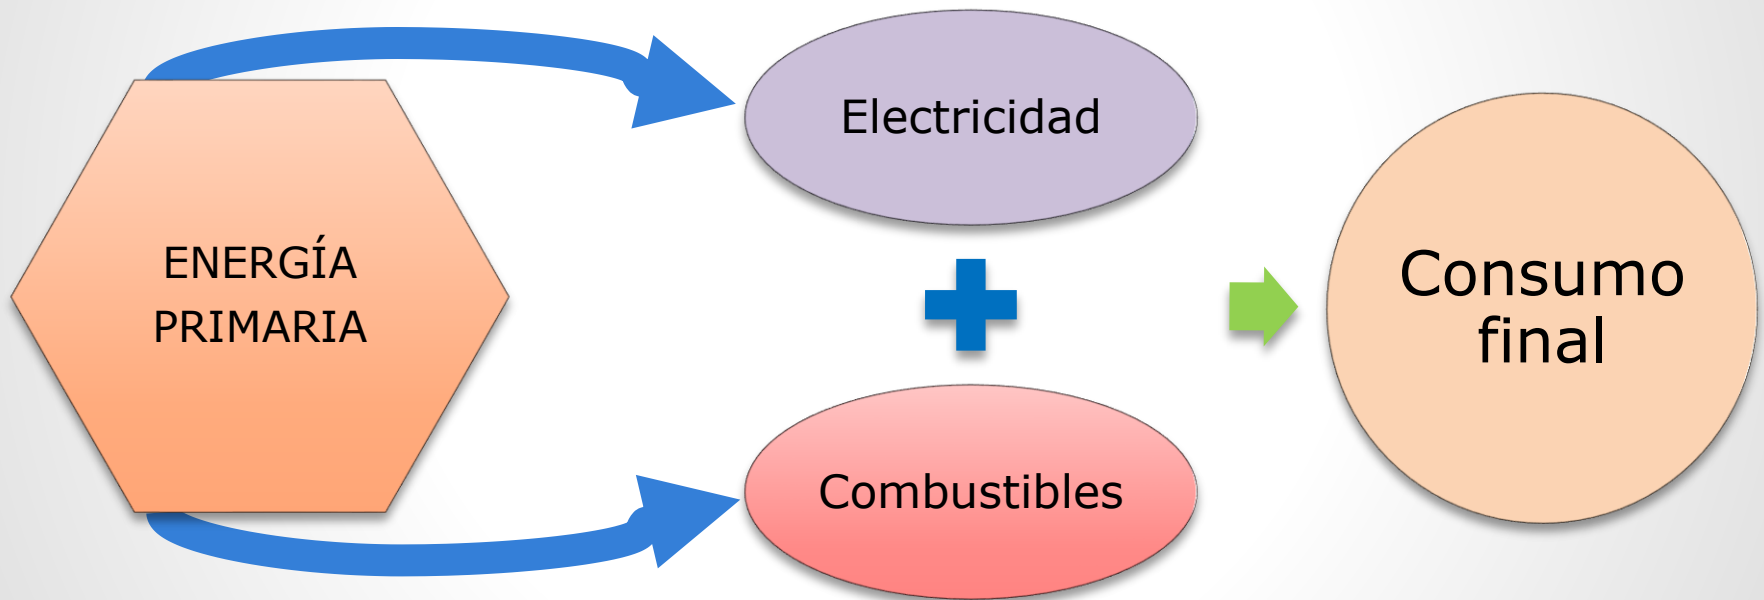 ENERGÍA
PRIMARIA
Electricidad
Combustibles
Consumo
final